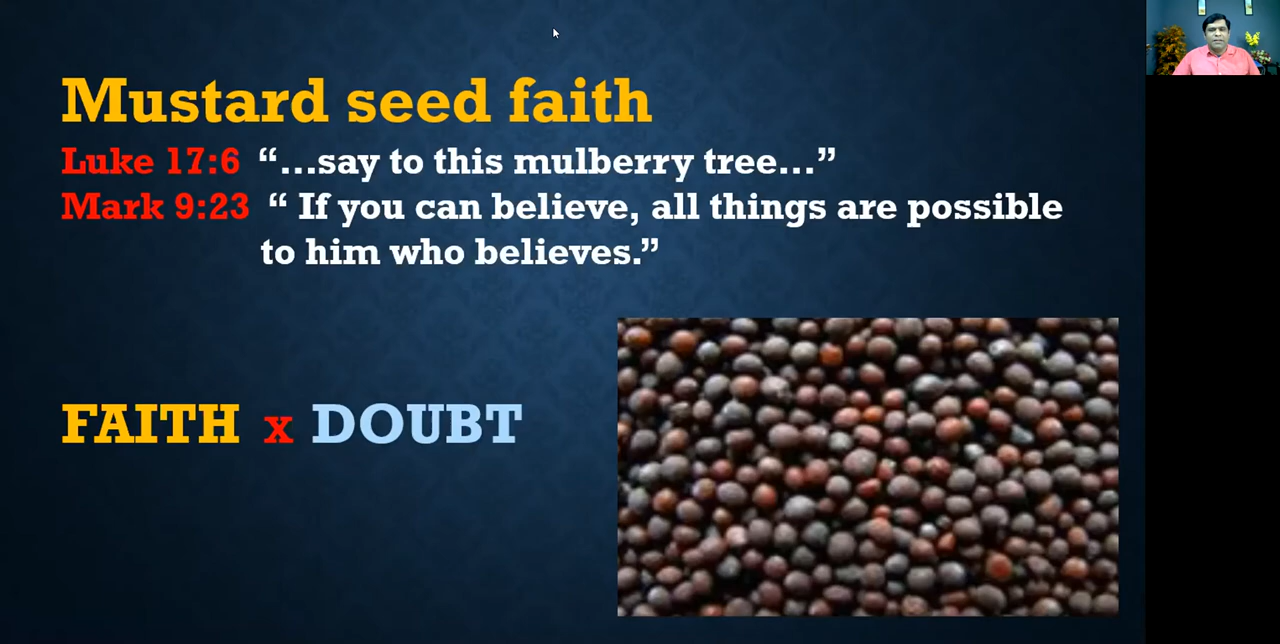 Mustard seed faith
Luke 17:6 “...say to this mulberry tree...”
Mark 9:23 “ If you can believe, all things are possible
to him who believes.”
FAITH x DOUBT